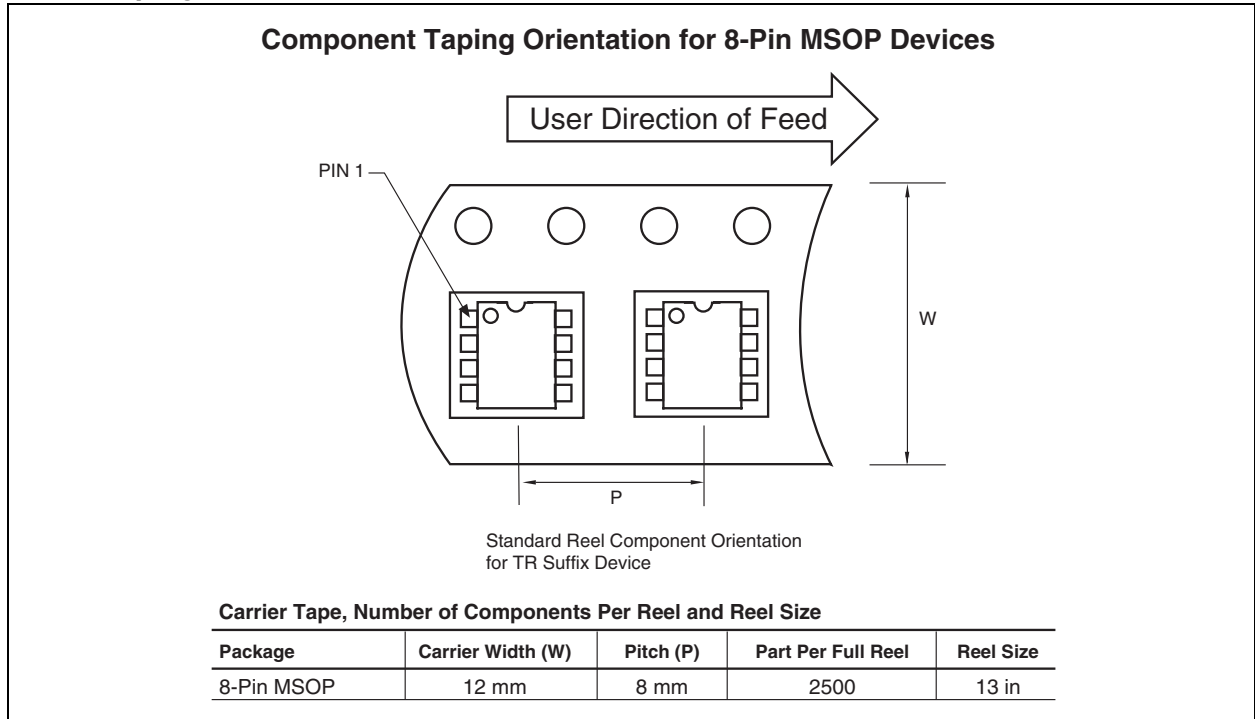 Component Taping Orientation for 8-Pin MSOP Devices
User Direction of Feed
PIN 1
W
P
Standard Reel Component Orientation
for TR Suffix Device
Carrier Tape, Number of Components Per Reel and Reel Size
Package Carrier Width (W) Pitch (P) Part Per Full Reel Reel Size
8-Pin MSOP 12 mm 8 mm 2500 13 in